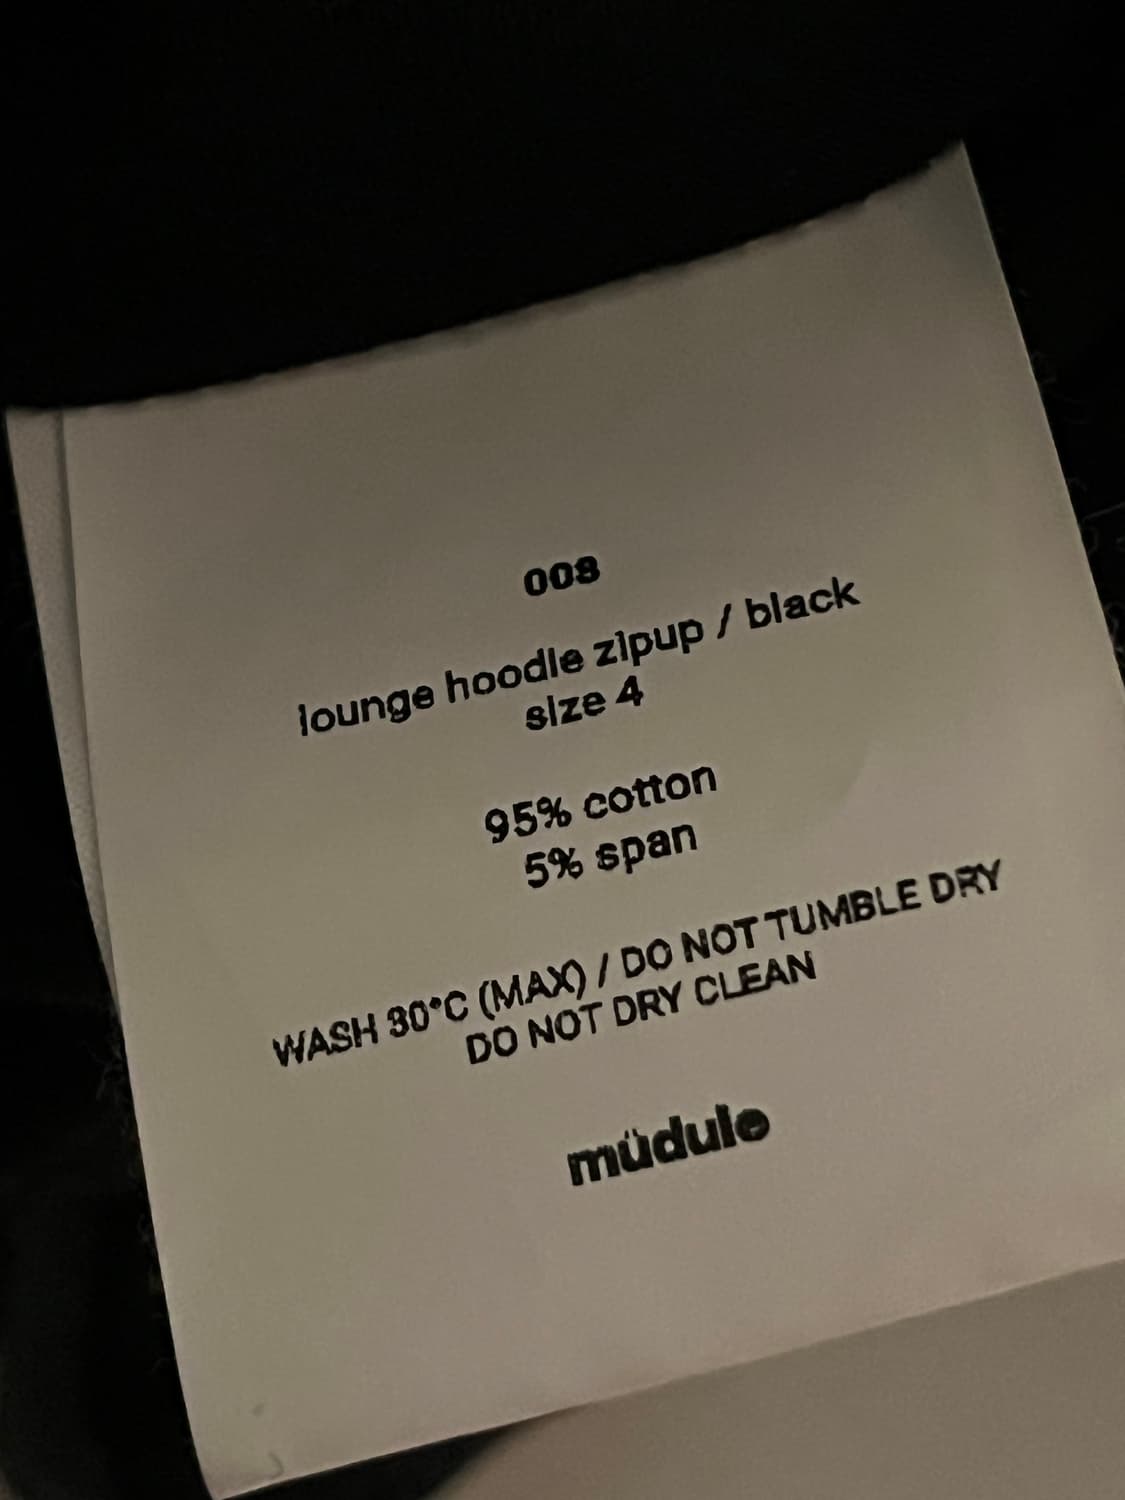 008
lounge hoodie zipup / black
size 4
95% cotton
5% span
WASH 30°C (MAX) / DO NOT TUMBLE DRY
DO NOT DRY CLEAN
müdule